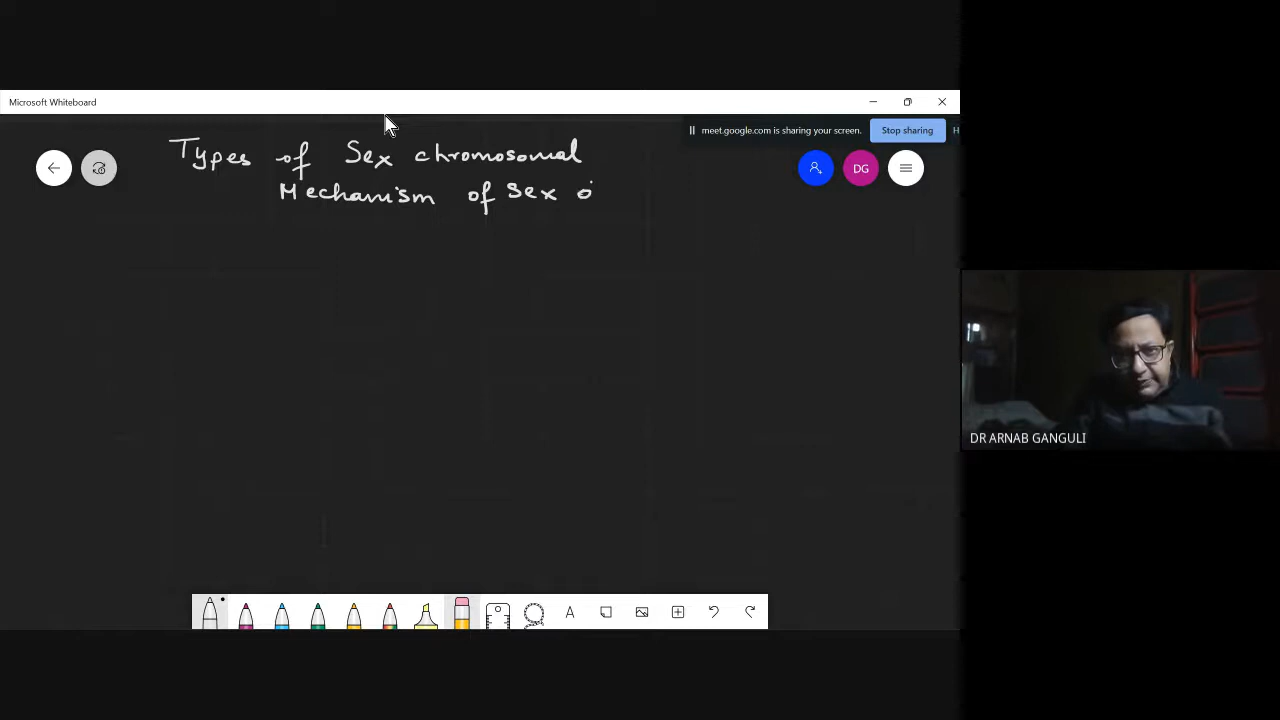 Microsoft Whiteboard
meet.google.com is sharing your screen.
Stop sharing
H
Types of Sex chromosomal
Mechanism of Sex
DG
DR ARNAB GANGULI
A